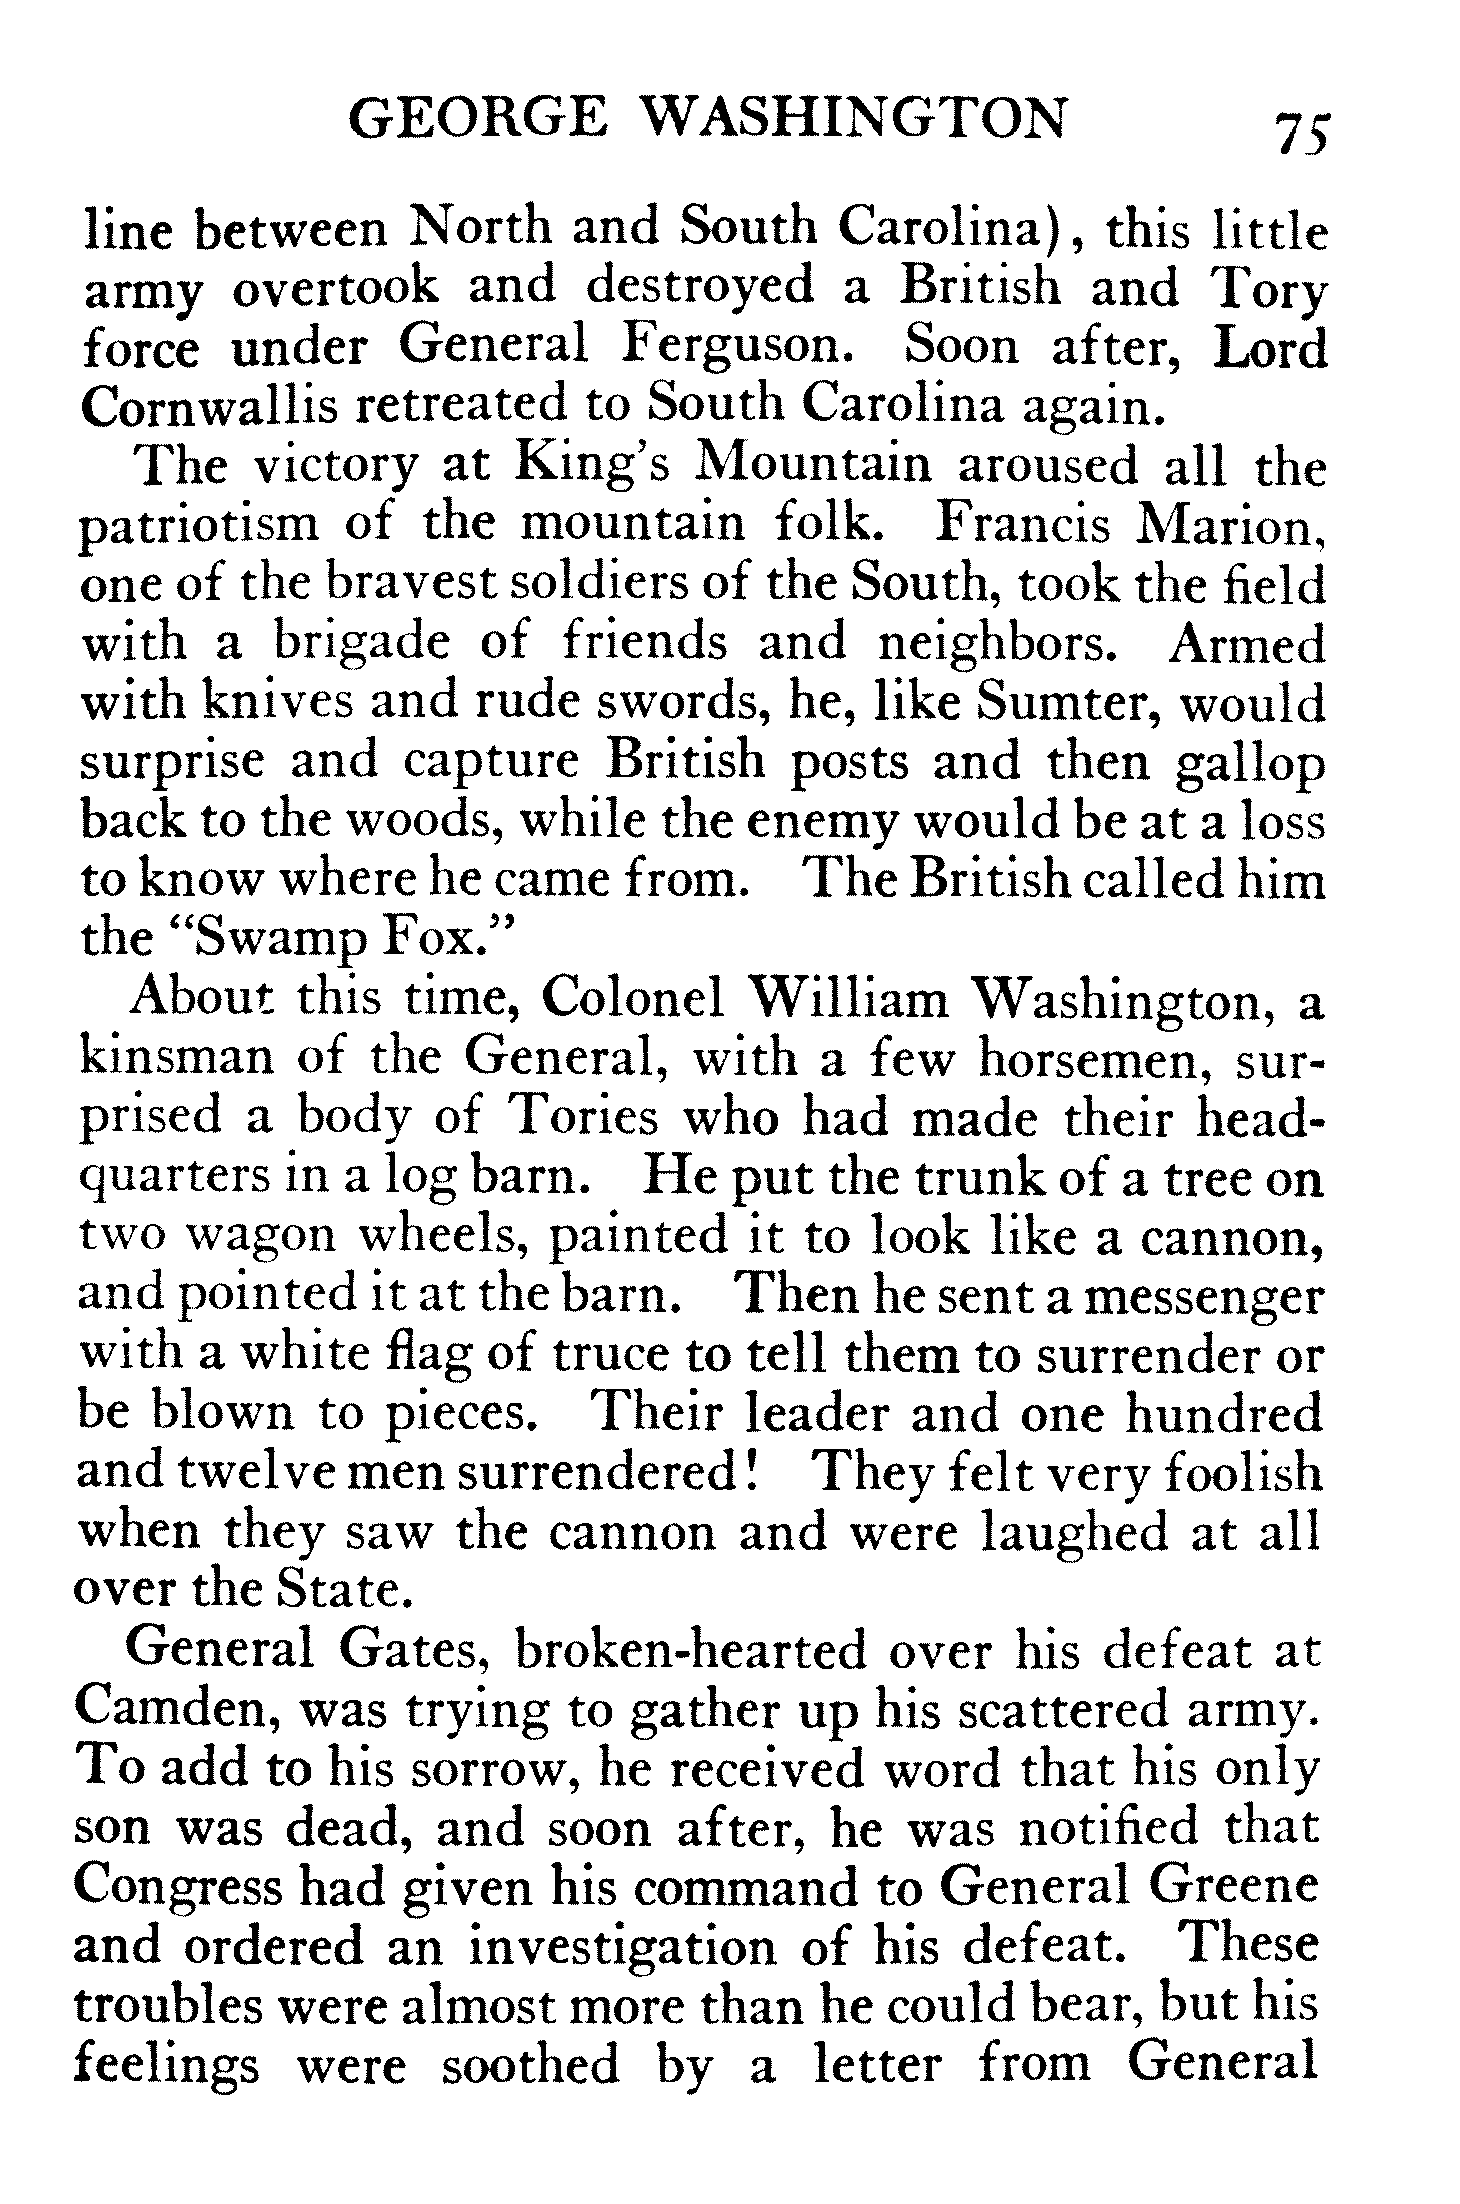 GEORGE WASHINGTON 75
line between North and South Carolina), this little
army overtook and destroyed a British and Tory
force under General Ferguson. Soon after, Lord
Cornwallis retreated to South Carolina again.
The victory at King's Mountain aroused all the
patriotism of the mountain folk. Francis Marion,
one of the bravest soldiers of the South, took the field
with a brigade of friends and neighbors. Armed
with knives and rude swords, he, like Sumter, would
surprise and capture British posts and then gallop
back to the woods, while the enemy would be at a loss
to know where he came from. The British called him
the "Swamp Fox."
About this time, Colonel William Washington, a
kinsman of the General, with a few horsemen, sur-
prised a body of Tories who had made their head-
quarters in a log barn. He put the trunk of a tree on
two wagon wheels, painted it to look like a cannon,
and pointed it at the barn. Then he sent a messenger
with a white flag of truce to tell them to surrender or
be blown to pieces. Their leader and one hundred
and twelve men surrendered! They felt very foolish
when they saw the cannon and were laughed at all
over the State.
General Gates, broken-hearted over his defeat at
Camden, was trying to gather up his scattered army.
To add to his sorrow, he received word that his only
son was dead, and soon after, he was notified that
Congress had given his command to General Greene
and ordered an investigation of his defeat. These
troubles were almost more than he could bear, but his
feelings were soothed by a letter from General